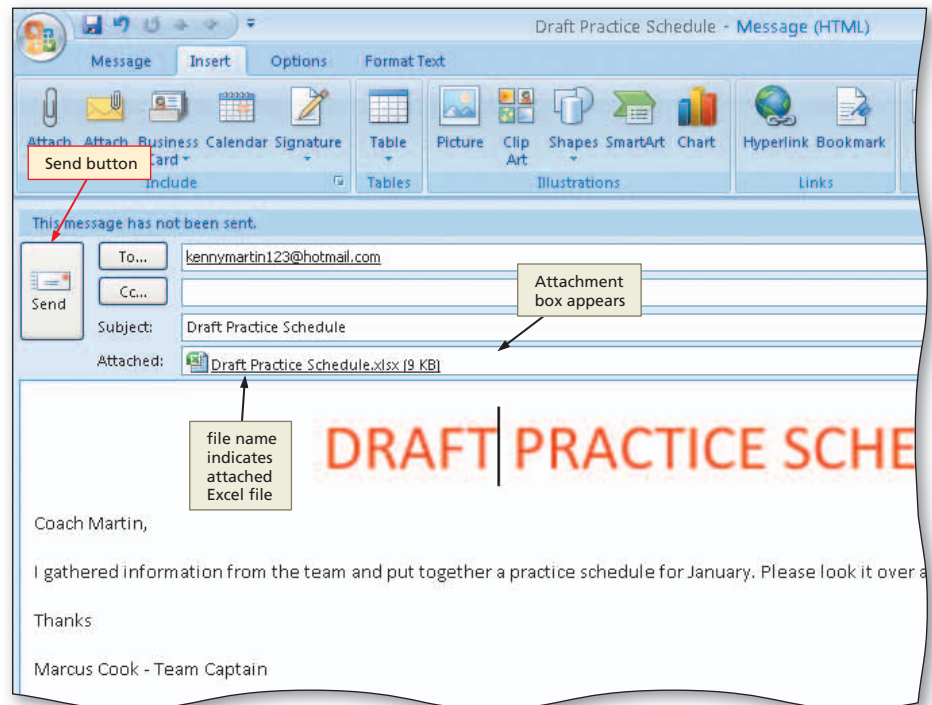 Draft Practice Schedule - Message (HTML)
Message Insert Options Format Text
Attach Attach Business Calendar Signature Table Picture Clip Shapes SmartArt Chart Hyperlink Bookmark
Card Art
Include Tables Illustrations Links
Send button
This message has not been sent.
To... kennymartin123@hotmail.com
Send
Cc...
Attachment
box appears
Subject: Draft Practice Schedule
Attached: Draft Practice Schedule.xlsx (9 KB)
file name
indicates
attached
Excel file
DRAFT PRACTICE SCHE
Coach Martin,
I gathered information from the team and put together a practice schedule for January. Please look it over a
Thanks
Marcus Cook - Team Captain